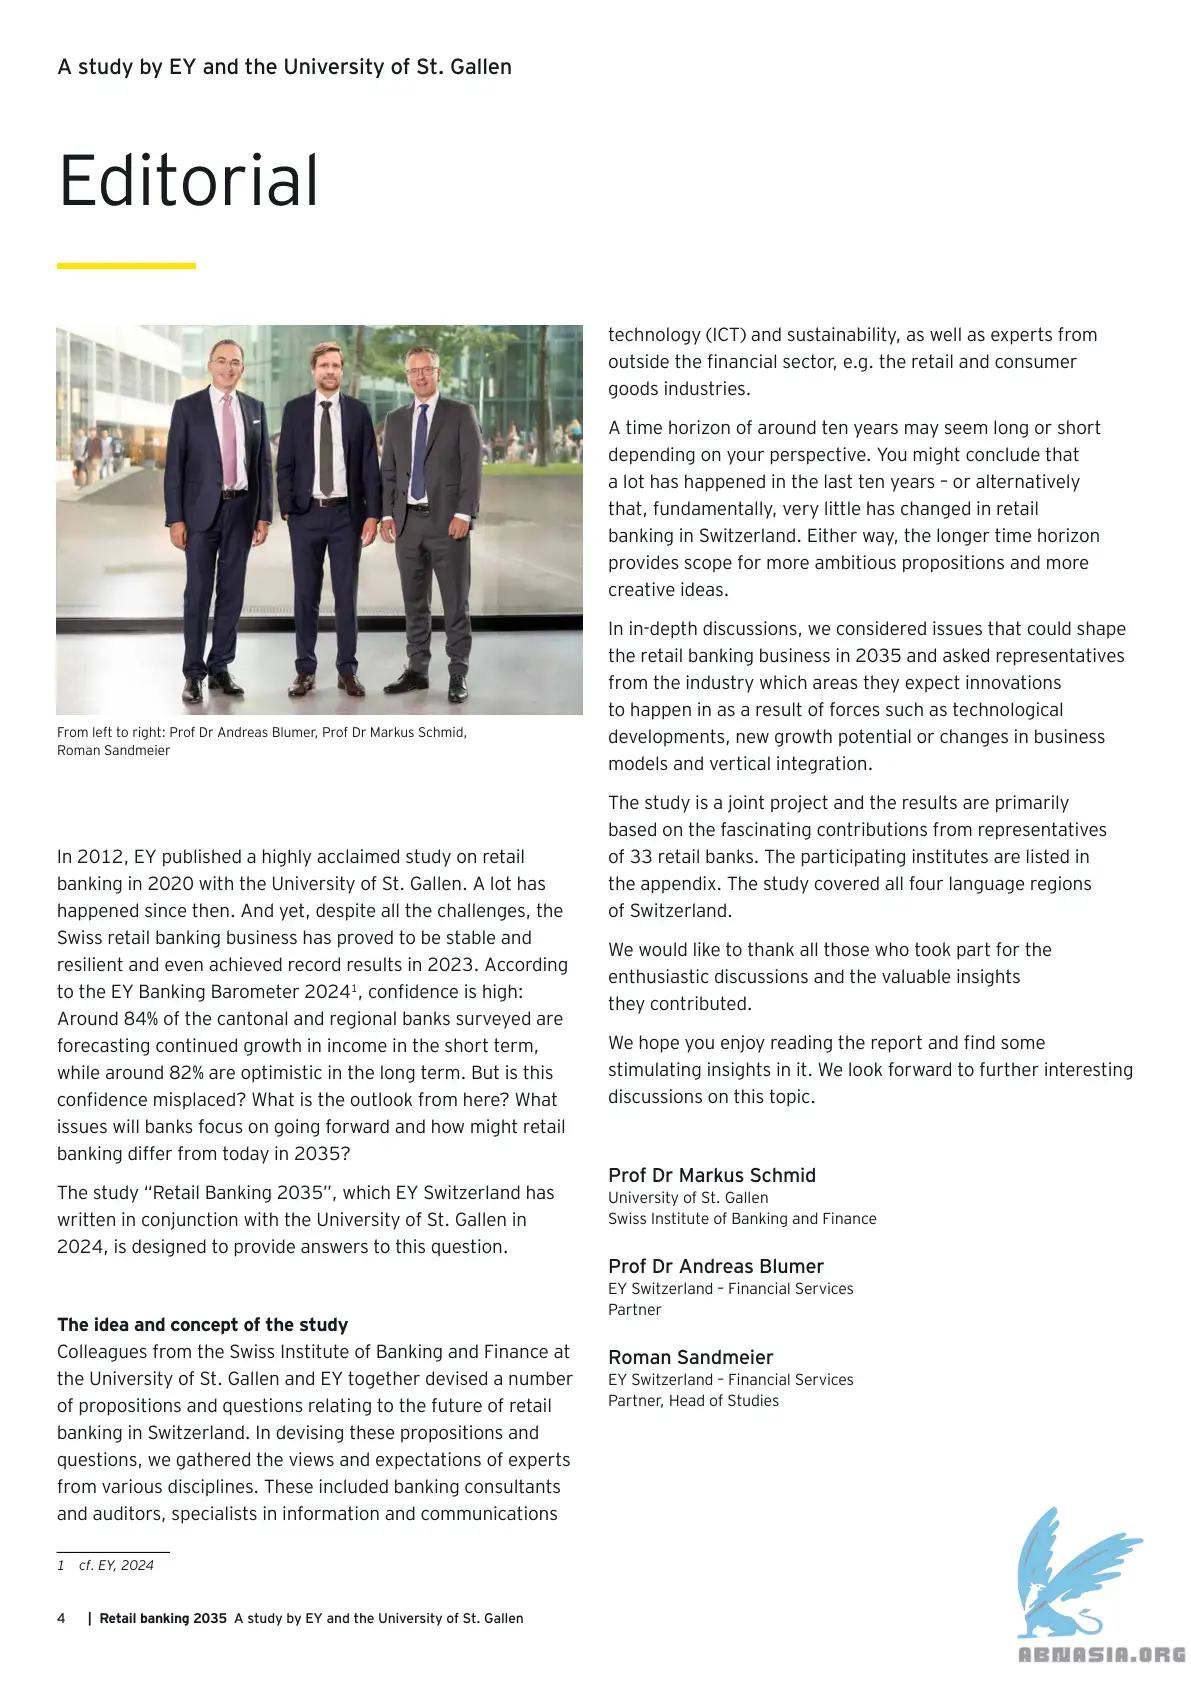 A study by EY and the University of St. Gallen
Editorial
From left to right: Prof Dr Andreas Blumer, Prof Dr Markus Schmid,
Roman Sandmeier
In 2012, EY published a highly acclaimed study on retail
banking in 2020 with the University of St. Gallen. A lot has
happened since then. And yet, despite all the challenges, the
Swiss retail banking business has proved to be stable and
resilient and even achieved record results in 2023. According
to the EY Banking Barometer 2024¹, confidence is high:
Around 84% of the cantonal and regional banks surveyed are
forecasting continued growth in income in the short term,
while around 82% are optimistic in the long term. But is this
confidence misplaced? What is the outlook from here? What
issues will banks focus on going forward and how might retail
banking differ from today in 2035?
The study “Retail Banking 2035”, which EY Switzerland has
written in conjunction with the University of St. Gallen in
2024, is designed to provide answers to this question.
The idea and concept of the study
Colleagues from the Swiss Institute of Banking and Finance at
the University of St. Gallen and EY together devised a number
of propositions and questions relating to the future of retail
banking in Switzerland. In devising these propositions and
questions, we gathered the views and expectations of experts
from various disciplines. These included banking consultants
and auditors, specialists in information and communications
technology (ICT) and sustainability, as well as experts from
outside the financial sector, e.g. the retail and consumer
goods industries.
A time horizon of around ten years may seem long or short
depending on your perspective. You might conclude that
a lot has happened in the last ten years – or alternatively
that, fundamentally, very little has changed in retail
banking in Switzerland. Either way, the longer time horizon
provides scope for more ambitious propositions and more
creative ideas.
In in-depth discussions, we considered issues that could shape
the retail banking business in 2035 and asked representatives
from the industry which areas they expect innovations
to happen in as a result of forces such as technological
developments, new growth potential or changes in business
models and vertical integration.
The study is a joint project and the results are primarily
based on the fascinating contributions from representatives
of 33 retail banks. The participating institutes are listed in
the appendix. The study covered all four language regions
of Switzerland.
We would like to thank all those who took part for the
enthusiastic discussions and the valuable insights
they contributed.
We hope you enjoy reading the report and find some
stimulating insights in it. We look forward to further interesting
discussions on this topic.
Prof Dr Markus Schmid
University of St. Gallen
Swiss Institute of Banking and Finance
Prof Dr Andreas Blumer
EY Switzerland – Financial Services
Partner
Roman Sandmeier
EY Switzerland – Financial Services
Partner, Head of Studies
1 cf. EY, 2024
4 | Retail banking 2035 A study by EY and the University of St. Gallen
ABNASIA.ORG